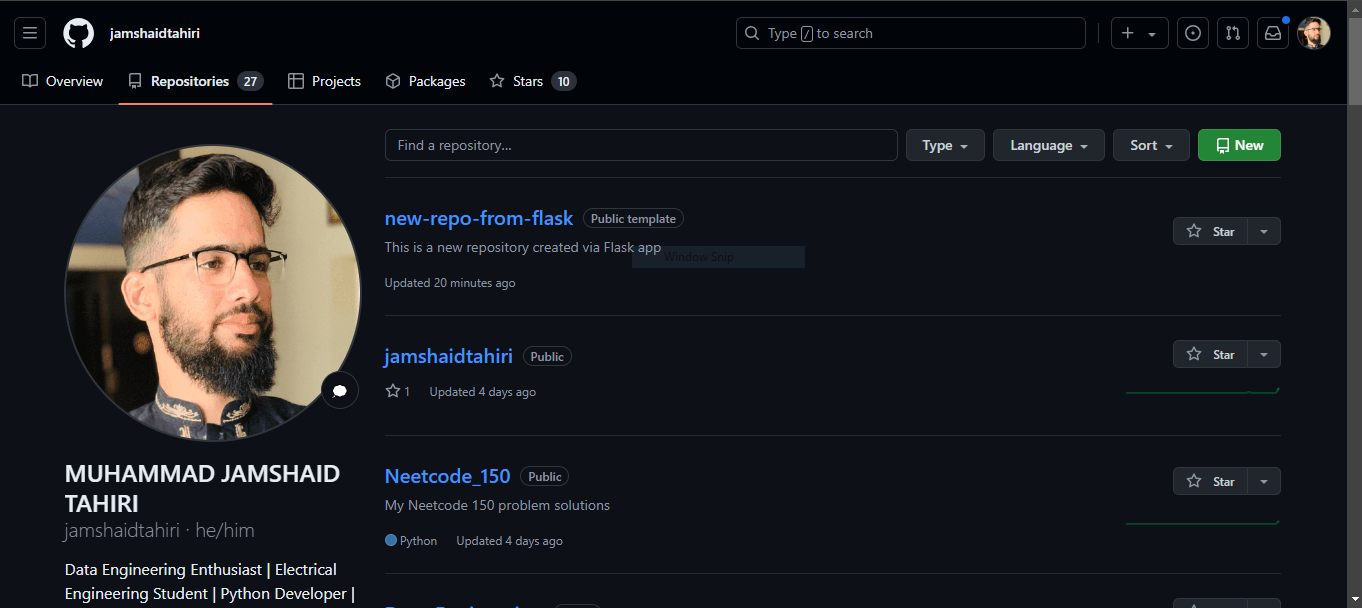 jamshaidtahiri
Type / to search
Overview
Repositories 27
Projects
Packages
Stars 10
Find a repository...
Type
Language
Sort
New
new-repo-from-flask Public template
Star
This is a new repository created via Flask app
Window Snip
Updated 20 minutes ago
jamshaidtahiri Public
Star
1 Updated 4 days ago
Neetcode_150 Public
Star
My Neetcode 150 problem solutions
Python Updated 4 days ago
MUHAMMAD JAMSHAID
TAHIRI
jamshaidtahiri · he/him
Data Engineering Enthusiast | Electrical
Engineering Student | Python Developer |